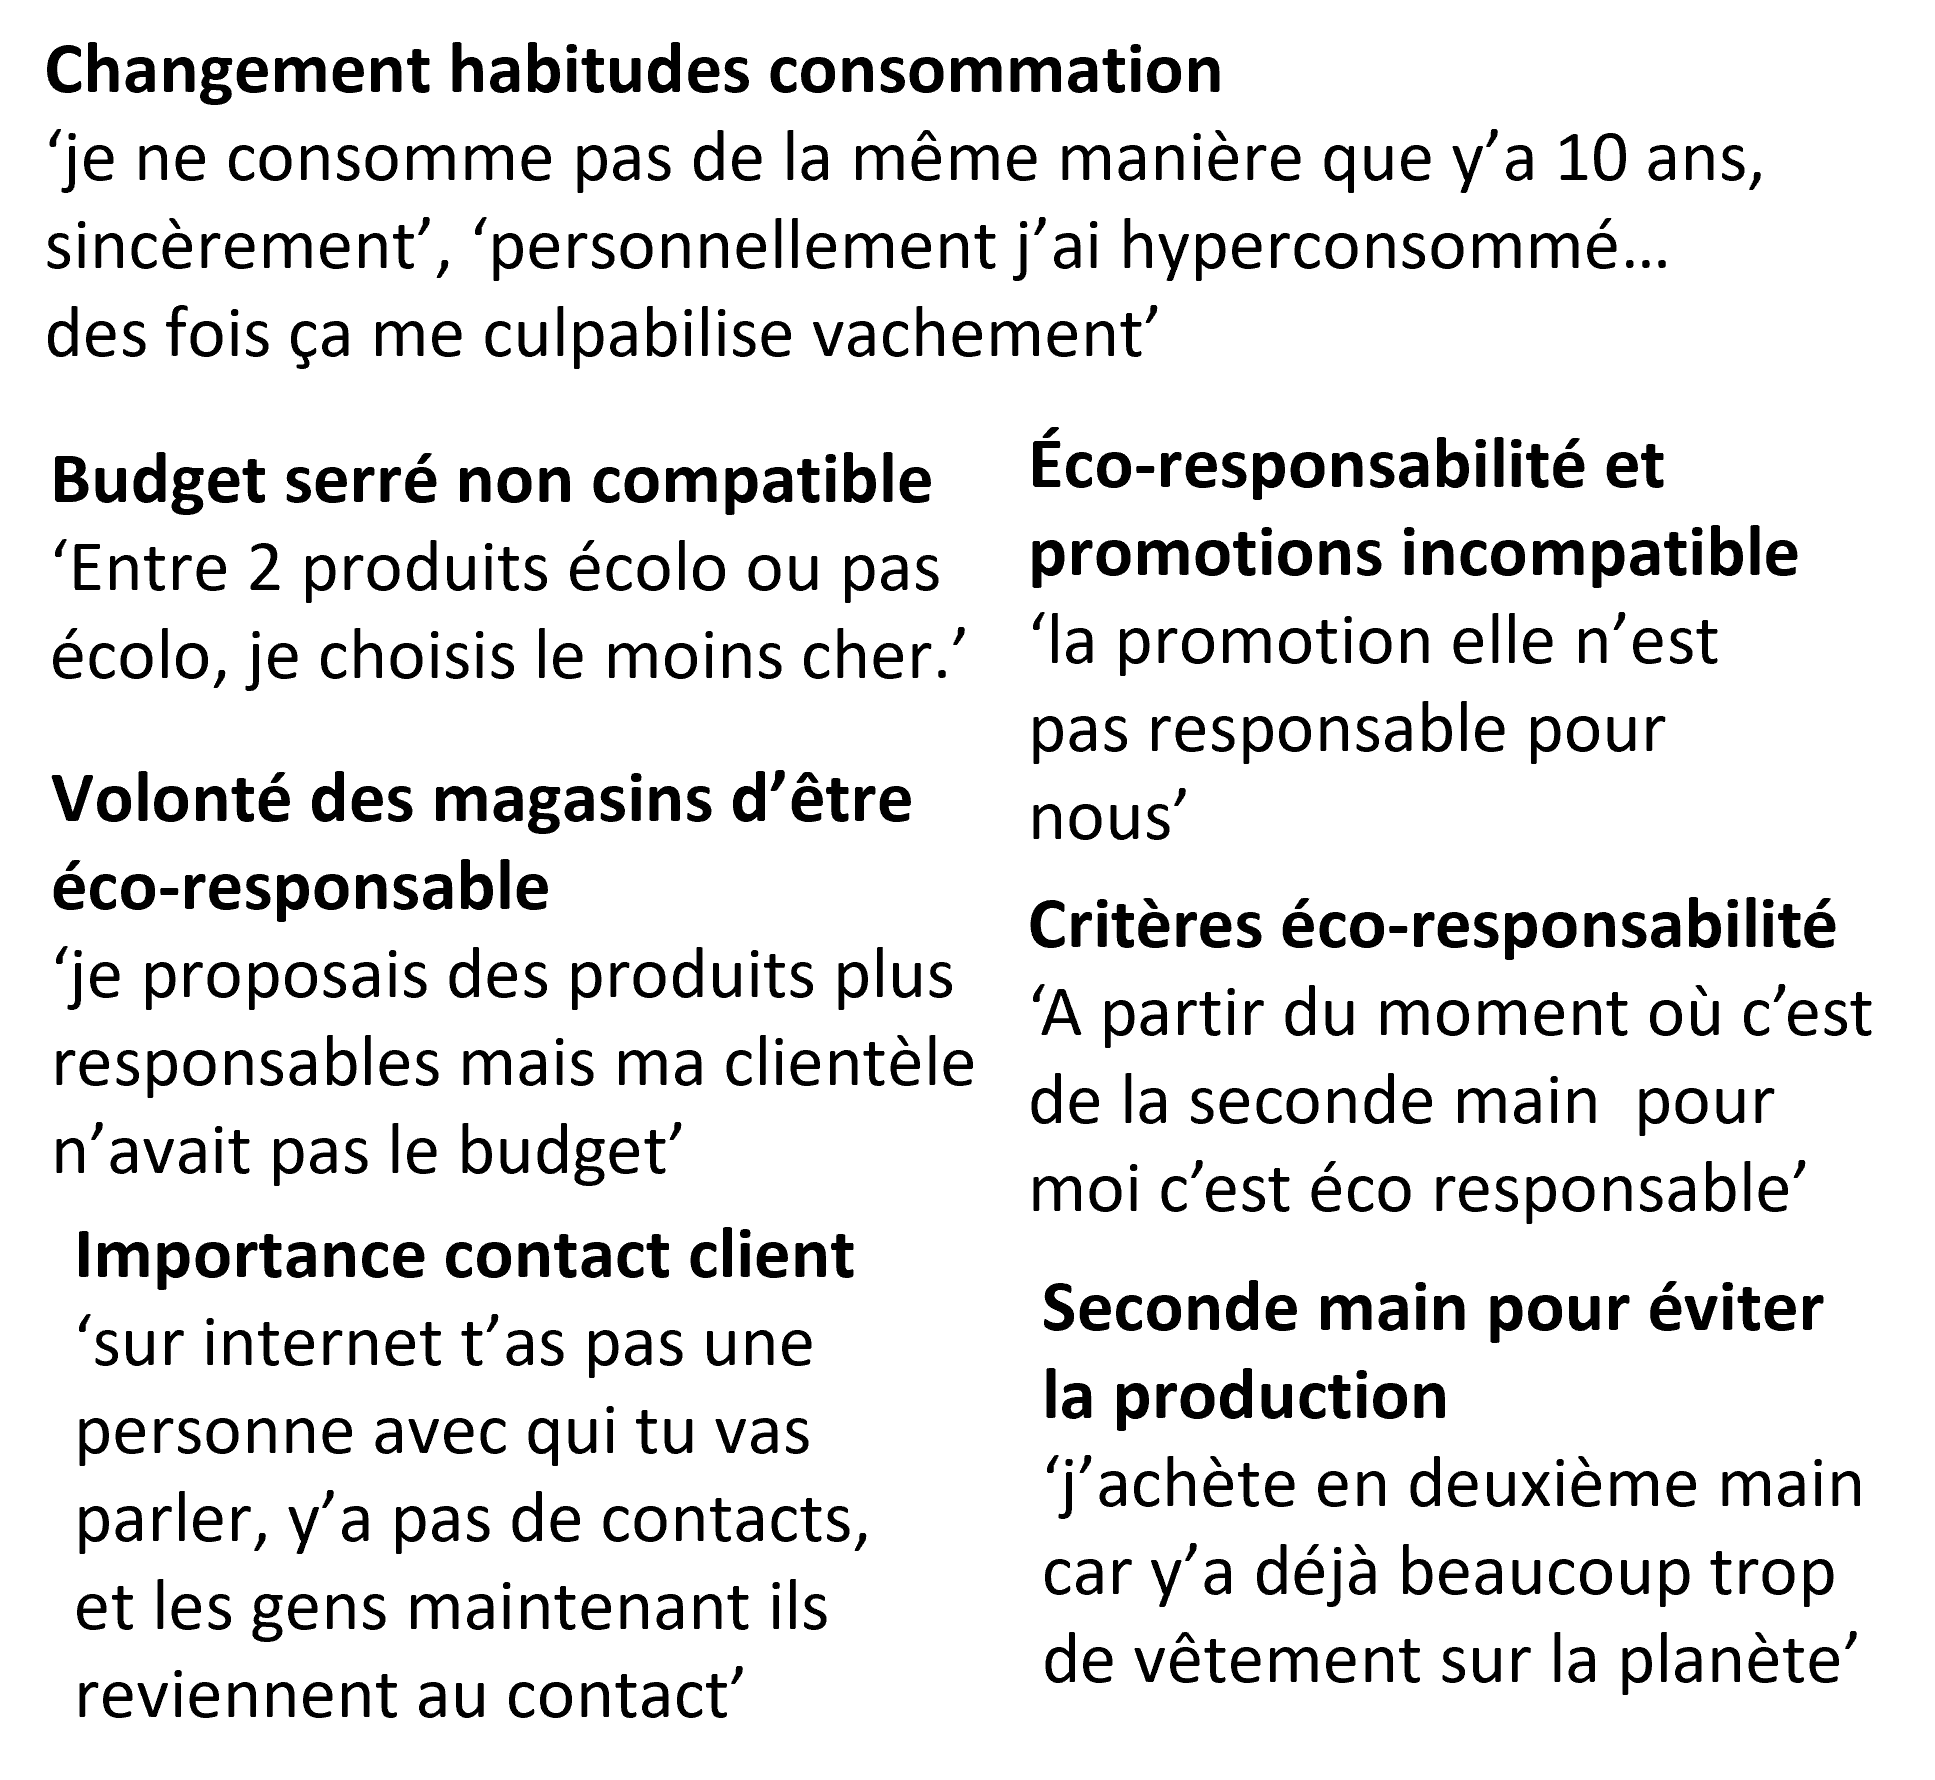 Changement habitudes consommation
‘je ne consomme pas de la même manière que y’a 10 ans,
sincèrement’, ‘personnellement j’ai hyperconsommé…
des fois ça me culpabilise vachement’
Budget serré non compatible
‘Entre 2 produits écolo ou pas
écolo, je choisis le moins cher.’
Volonté des magasins d’être
éco-responsable
‘je proposais des produits plus
responsables mais ma clientèle
n’avait pas le budget’
Importance contact client
‘sur internet t’as pas une
personne avec qui tu vas
parler, y’a pas de contacts,
et les gens maintenant ils
reviennent au contact’
Éco-responsabilité et
promotions incompatible
‘la promotion elle n’est
pas responsable pour
nous’
Critères éco-responsabilité
‘A partir du moment où c’est
de la seconde main  pour
moi c’est éco responsable’
Seconde main pour éviter
la production
‘j’achète en deuxième main
car y’a déjà beaucoup trop
de vêtement sur la planète’